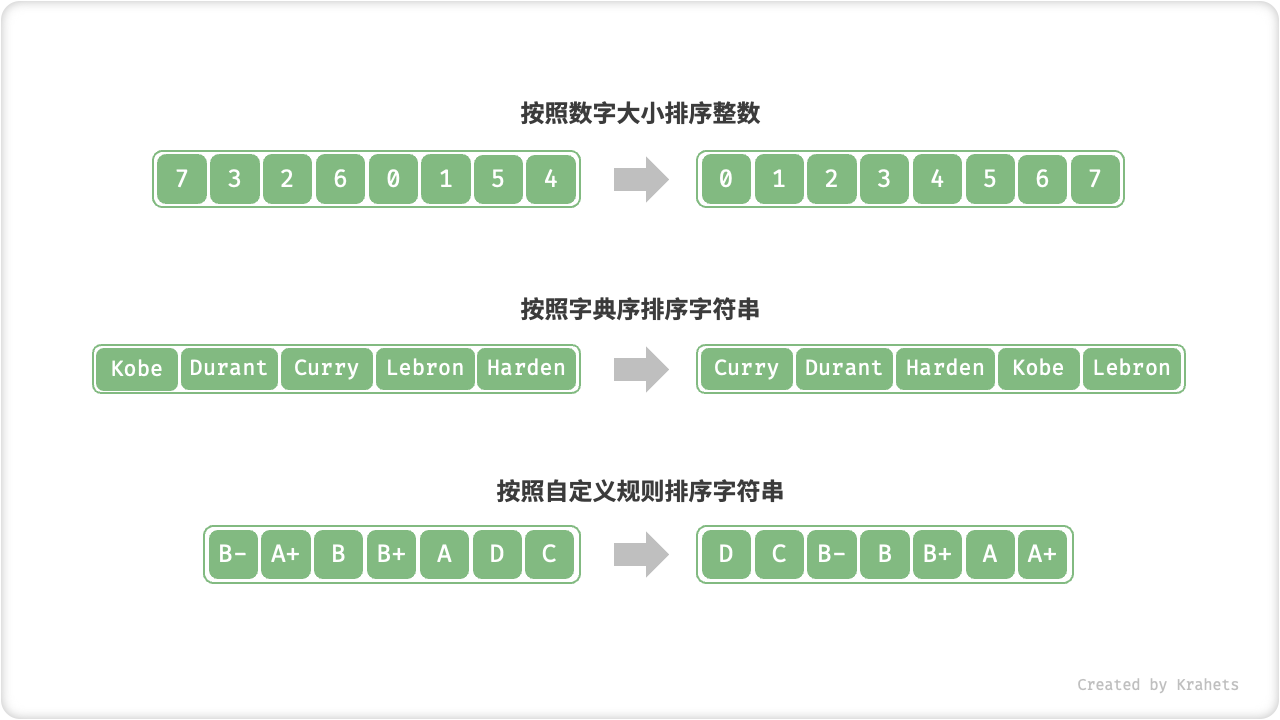 按照数字大小排序整数
7 3 2 6 0 1 5 4 0 1 2 3 4 5 6 7
按照字典序排序字符串
Kobe Durant Curry Lebron Harden Curry Durant Harden Kobe Lebron
按照自定义规则排序字符串
B- A+ B B+ A D C D C B- B B+ A A+
Created by Krahets